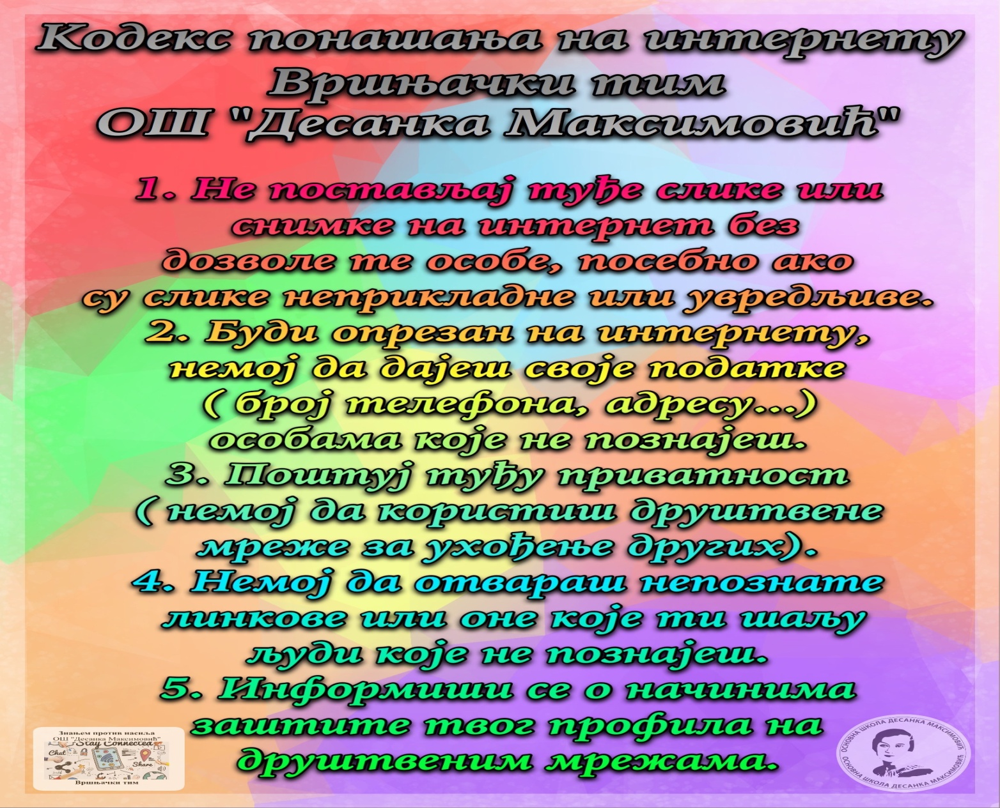 Кодекс понашања на интернету
Вршњачки тим
ОШ "Десанка Максимовић"
1. Не постављај туђе слике или
снимке на интернет без
дозволе те особе, посебно ако
су слике неприкладне или увредљиве.
2. Буди опрезан на интернету,
немој да дајеш своје податке
( број телефона, адресу...)
особама које не познајеш.
3. Поштуј туђу приватност
( немој да користиш друштвене
мреже за ухођење других).
4. Немој да отвараш непознате
линкове или оне које ти шаљу
људи које не познајеш.
5. Информиши се о начинима
заштите твог профила на
друштвеним мрежама.
Знањем против насиља
ОШ "Десанка Максимовић"
Stay Connected
Chat
Share
Вршњачки тим
ОСНОВНА ШКОЛА ДЕСАНКА МАКСИМОВИЋ
ОСНОВНА ШКОЛА ДЕСАНКА МАКСИМОВИЋ